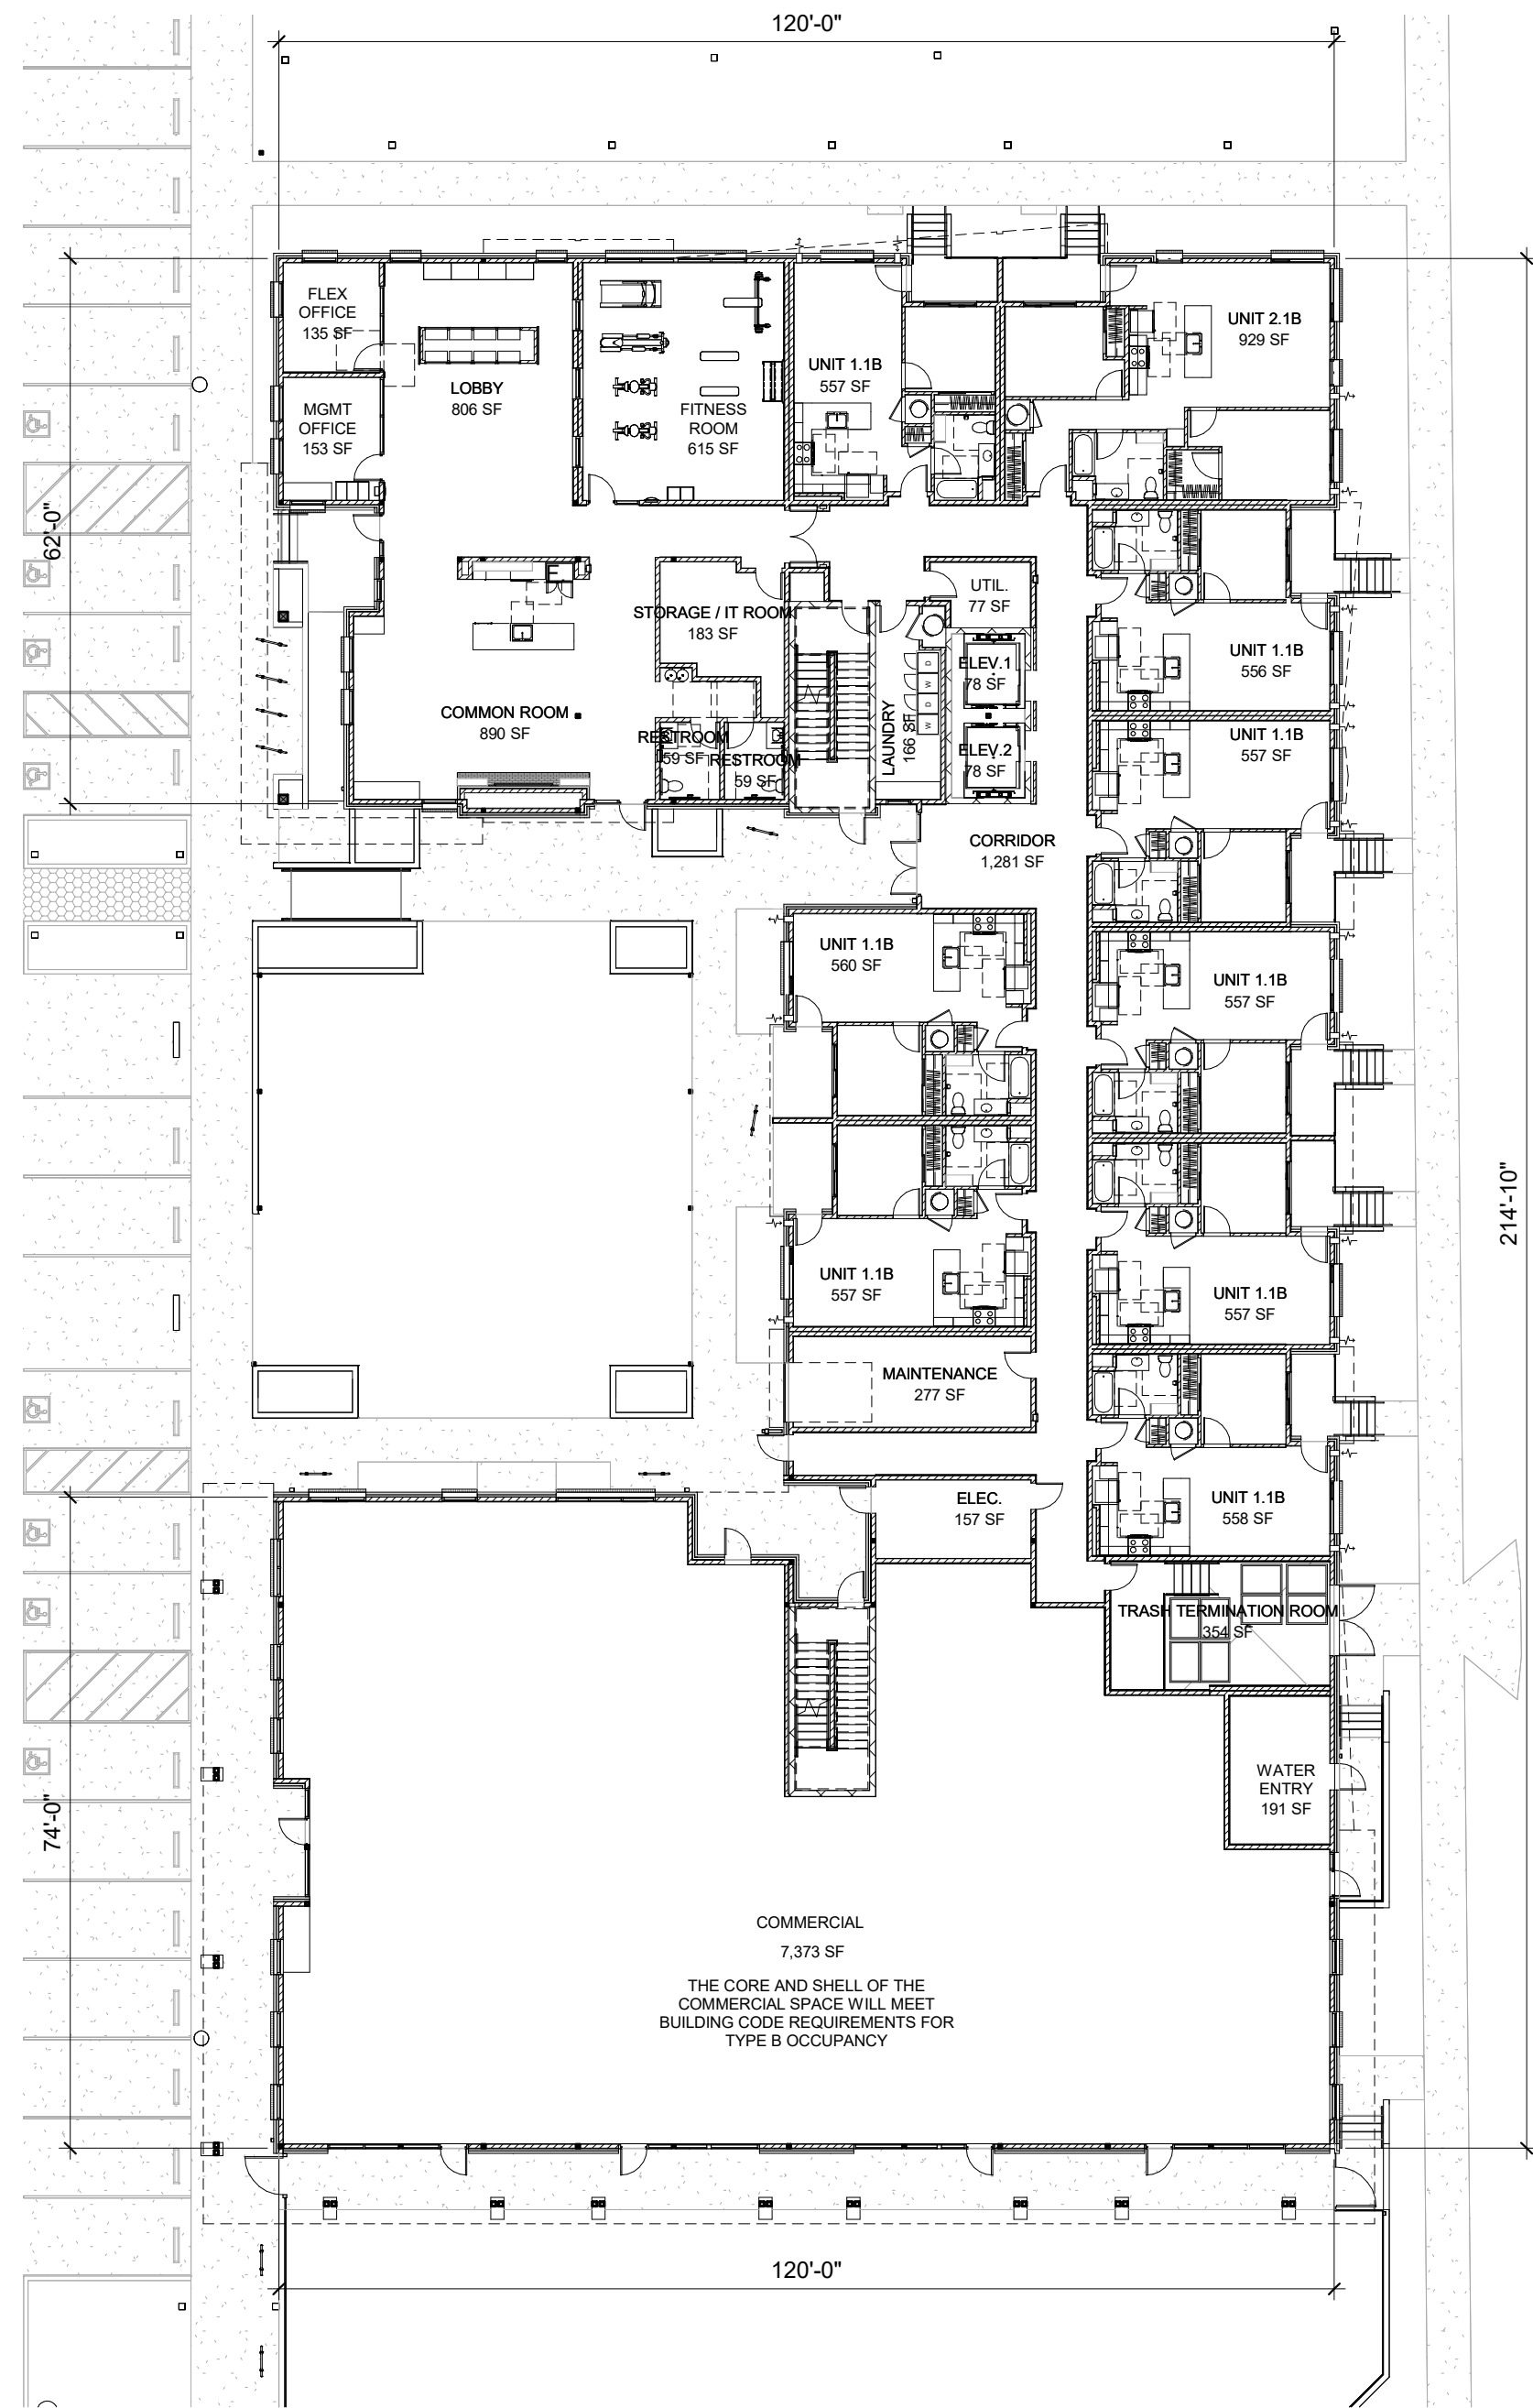 120'-0"
FLEX
OFFICE
135 SF
LOBBY
806 SF
MGMT
OFFICE
153 SF
FITNESS
ROOM
615 SF
UNIT 1.1B
557 SF
UNIT 2.1B
929 SF
62'-0"
STORAGE / IT ROOM
183 SF
UTIL.
77 SF
UNIT 1.1B
556 SF
ELEV.1
78 SF
COMMON ROOM
890 SF
RESTROOM
59 SF
RESTROOM
59 SF
LAUNDRY
166 SF
D
W
D
W
ELEV.2
78 SF
UNIT 1.1B
557 SF
CORRIDOR
1,281 SF
UNIT 1.1B
560 SF
UNIT 1.1B
557 SF
214'-10"
UNIT 1.1B
557 SF
UNIT 1.1B
557 SF
MAINTENANCE
277 SF
ELEC.
157 SF
UNIT 1.1B
558 SF
TRASH TERMINATION ROOM
354 SF
WATER
ENTRY
191 SF
74'-0"
COMMERCIAL
7,373 SF
THE CORE AND SHELL OF THE
COMMERCIAL SPACE WILL MEET
BUILDING CODE REQUIREMENTS FOR
TYPE B OCCUPANCY
120'-0"